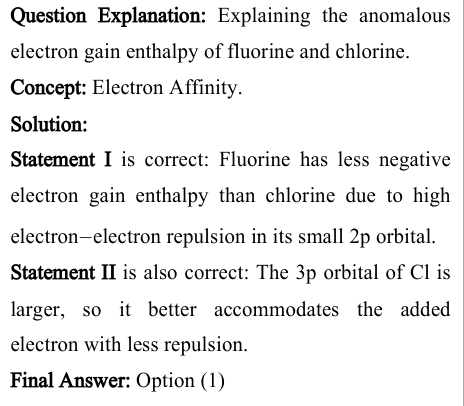 Question Explanation: Explaining the anomalous
electron gain enthalpy of fluorine and chlorine.
Concept: Electron Affinity.
Solution:
Statement I is correct: Fluorine has less negative
electron gain enthalpy than chlorine due to high
electron−electron repulsion in its small 2p orbital.
Statement II is also correct: The 3p orbital of Cl is
larger, so it better accommodates the added
electron with less repulsion.
Final Answer: Option (1)